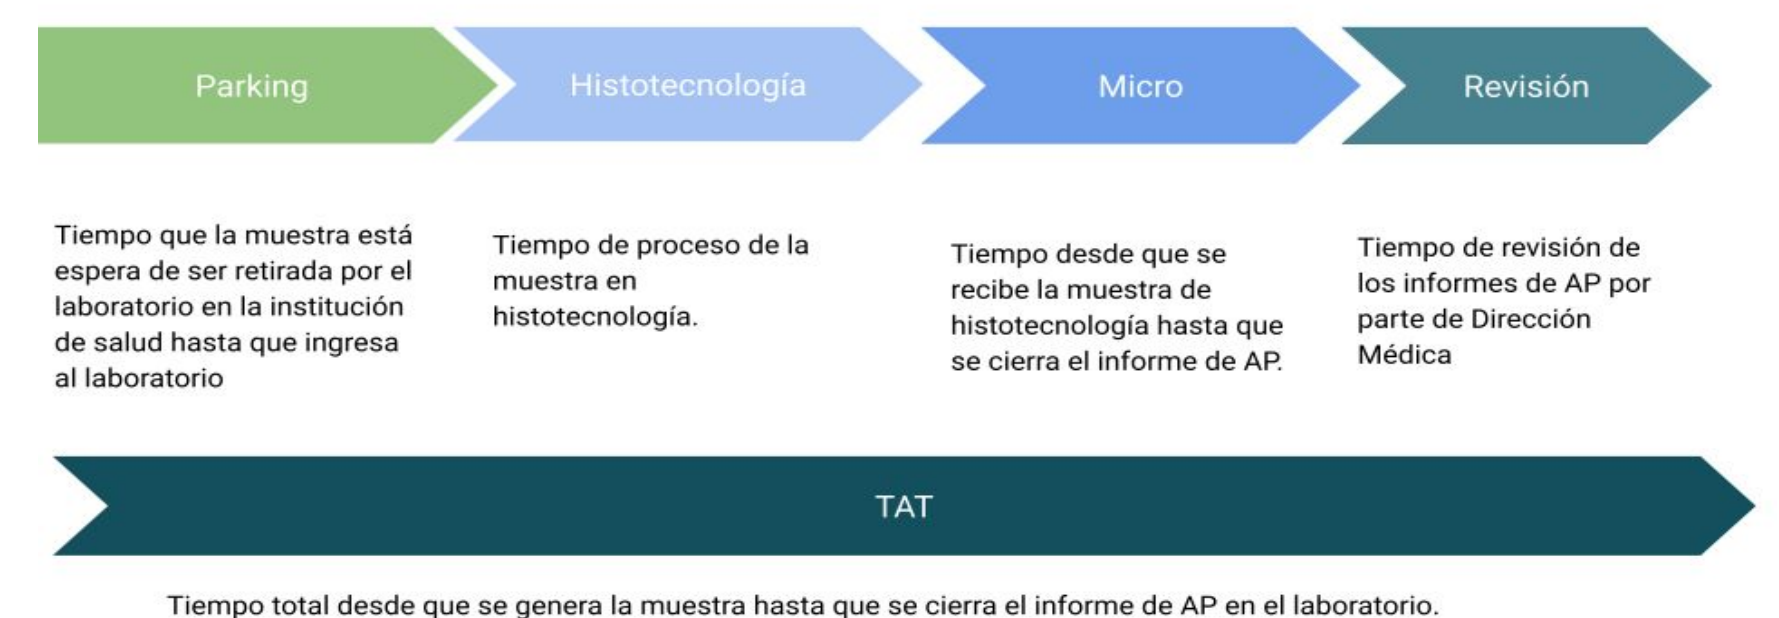 Parking
Histotecnología
Micro
Revisión
Tiempo que la muestra está
espera de ser retirada por el
laboratorio en la institución
de salud hasta que ingresa
al laboratorio
Tiempo de proceso de la
muestra en
histotecnología.
Tiempo desde que se
recibe la muestra de
histotecnología hasta que
se cierra el informe de AP.
Tiempo de revisión de
los informes de AP por
parte de Dirección
Médica
TAT
Tiempo total desde que se genera la muestra hasta que se cierra el informe de AP en el laboratorio.